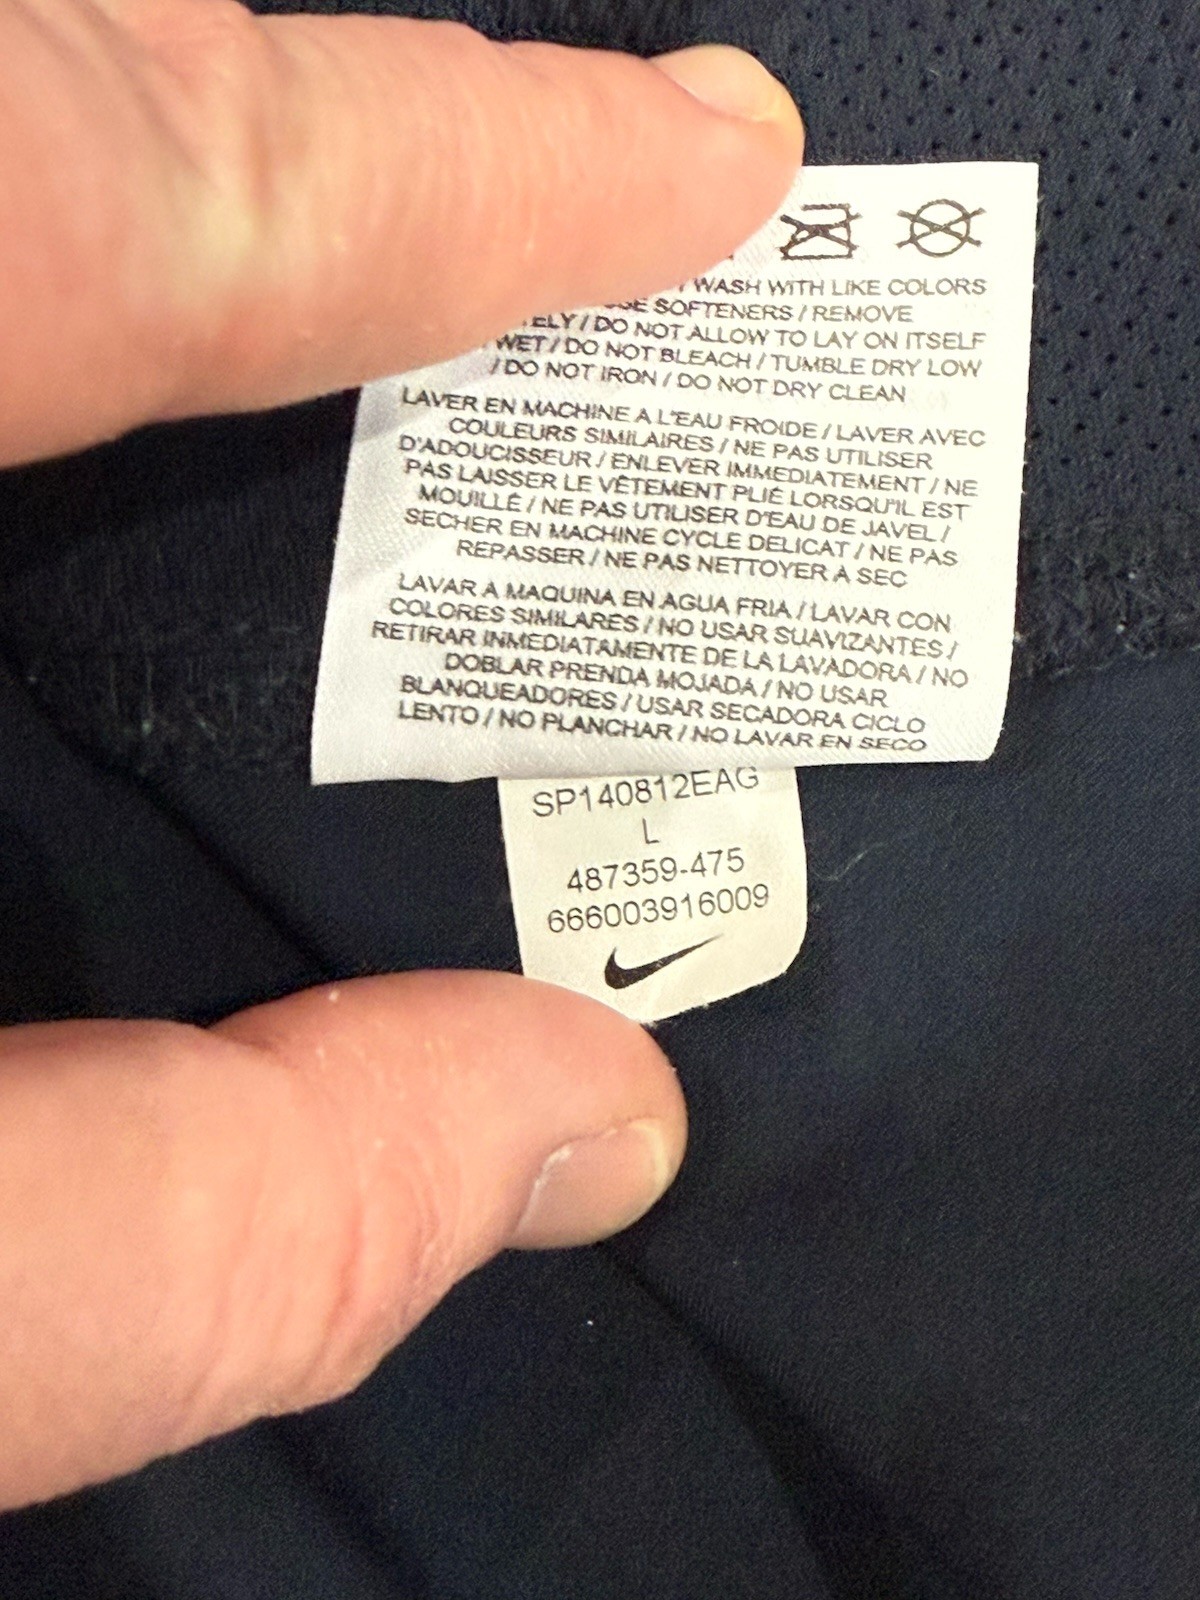 / WASH WITH LIKE COLORS
SOFTENERS / REMOVE
/ DO NOT ALLOW TO LAY ON ITSELF
WET / DO NOT BLEACH / TUMBLE DRY LOW
/ DO NOT IRON / DO NOT DRY CLEAN
LAVER EN MACHINE A L'EAU FROIDE / LAVER AVEC
COULEURS SIMILAIRES / NE PAS UTILISER
D'ADOUCISSEUR / ENLEVER IMMEDIATEMENT / NE
PAS LAISSER LE VÊTEMENT PLIÉ LORSQU'IL EST
MOUILLÉ / NE PAS UTILISER D'EAU DE JAVEL /
SECHER EN MACHINE CYCLE DELICAT / NE PAS
REPASSER / NE PAS NETTOYER A SEC
LAVAR A MAQUINA EN AGUA FRIA / LAVAR CON
COLORES SIMILARES / NO USAR SUAVIZANTES /
RETIRAR INMEDIATAMENTE DE LA LAVADORA / NO
DOBLAR PRENDA MOJADA / NO USAR
BLANQUEADORES / USAR SECADORA CICLO
LENTO / NO PLANCHAR / NO LAVAR EN SECO
SP140812EAG
L
487359-475
666003916009